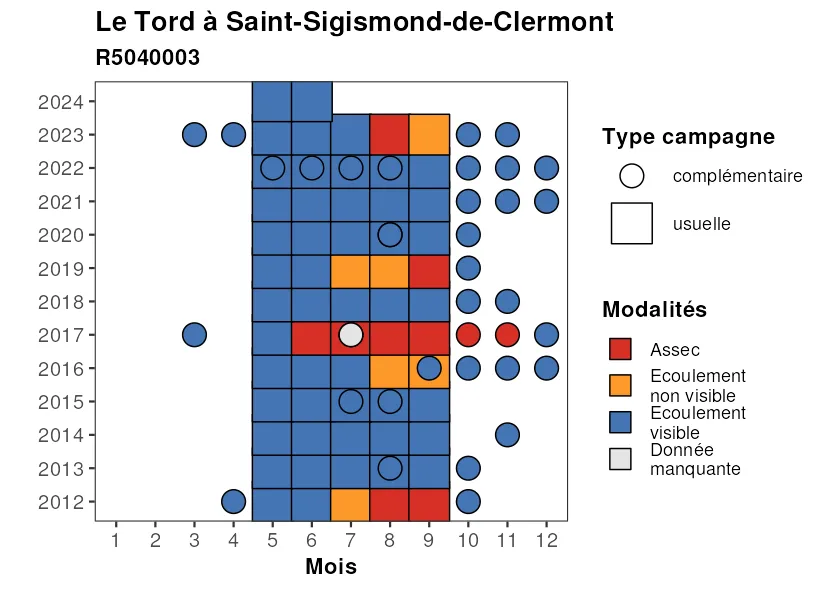 Le Tord à Saint-Sigismond-de-Clermont
R5040003
2024
2023
2022
2021
2020
2019
2018
2017
2016
2015
2014
2013
2012
1 2 3 4 5 6 7 8 9 10 11 12
Mois
Type campagne
complémentaire
usuelle
Modalités
Assec
Ecoulement
non visible
Ecoulement
visible
Donnée
manquante